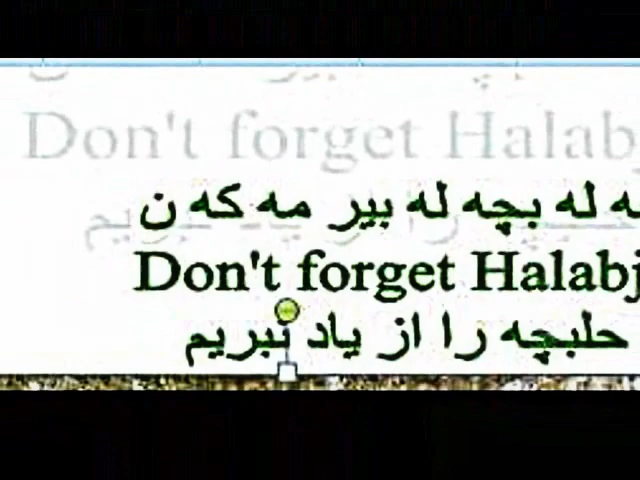 Don't forget Halab
ه له بچه له بیر مه که ن
Don't forget Halabj
حلبچه را از یاد نبریم